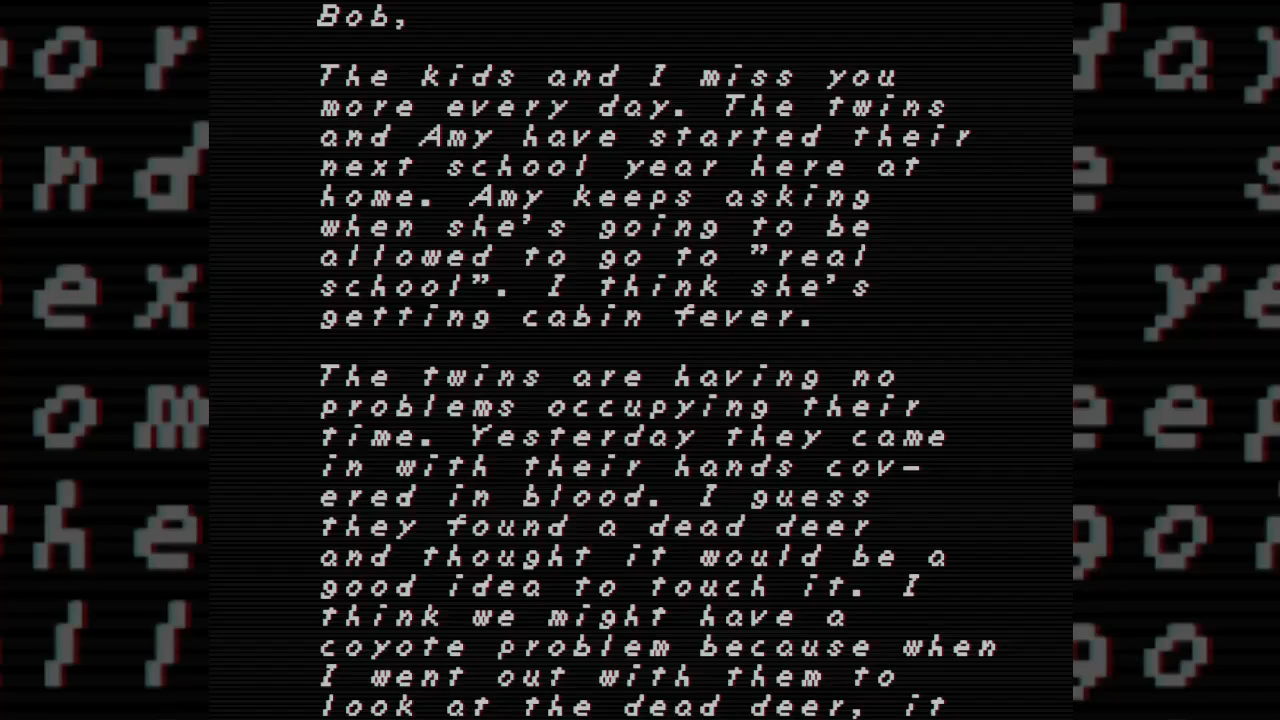 Bob,
The kids and I miss you
more every day. The twins
and Amy have started their
next school year here at
home. Amy keeps asking
when she's going to be
allowed to go to "real
school". I think she's
getting cabin fever.
The twins are having no
problems occupying their
time. Yesterday they came
in with their hands cov-
ered in blood. I guess
they found a dead deer
and thought it would be a
good idea to touch it. I
think we might have a
coyote problem because when
I went out with them to
look at the dead deer, it